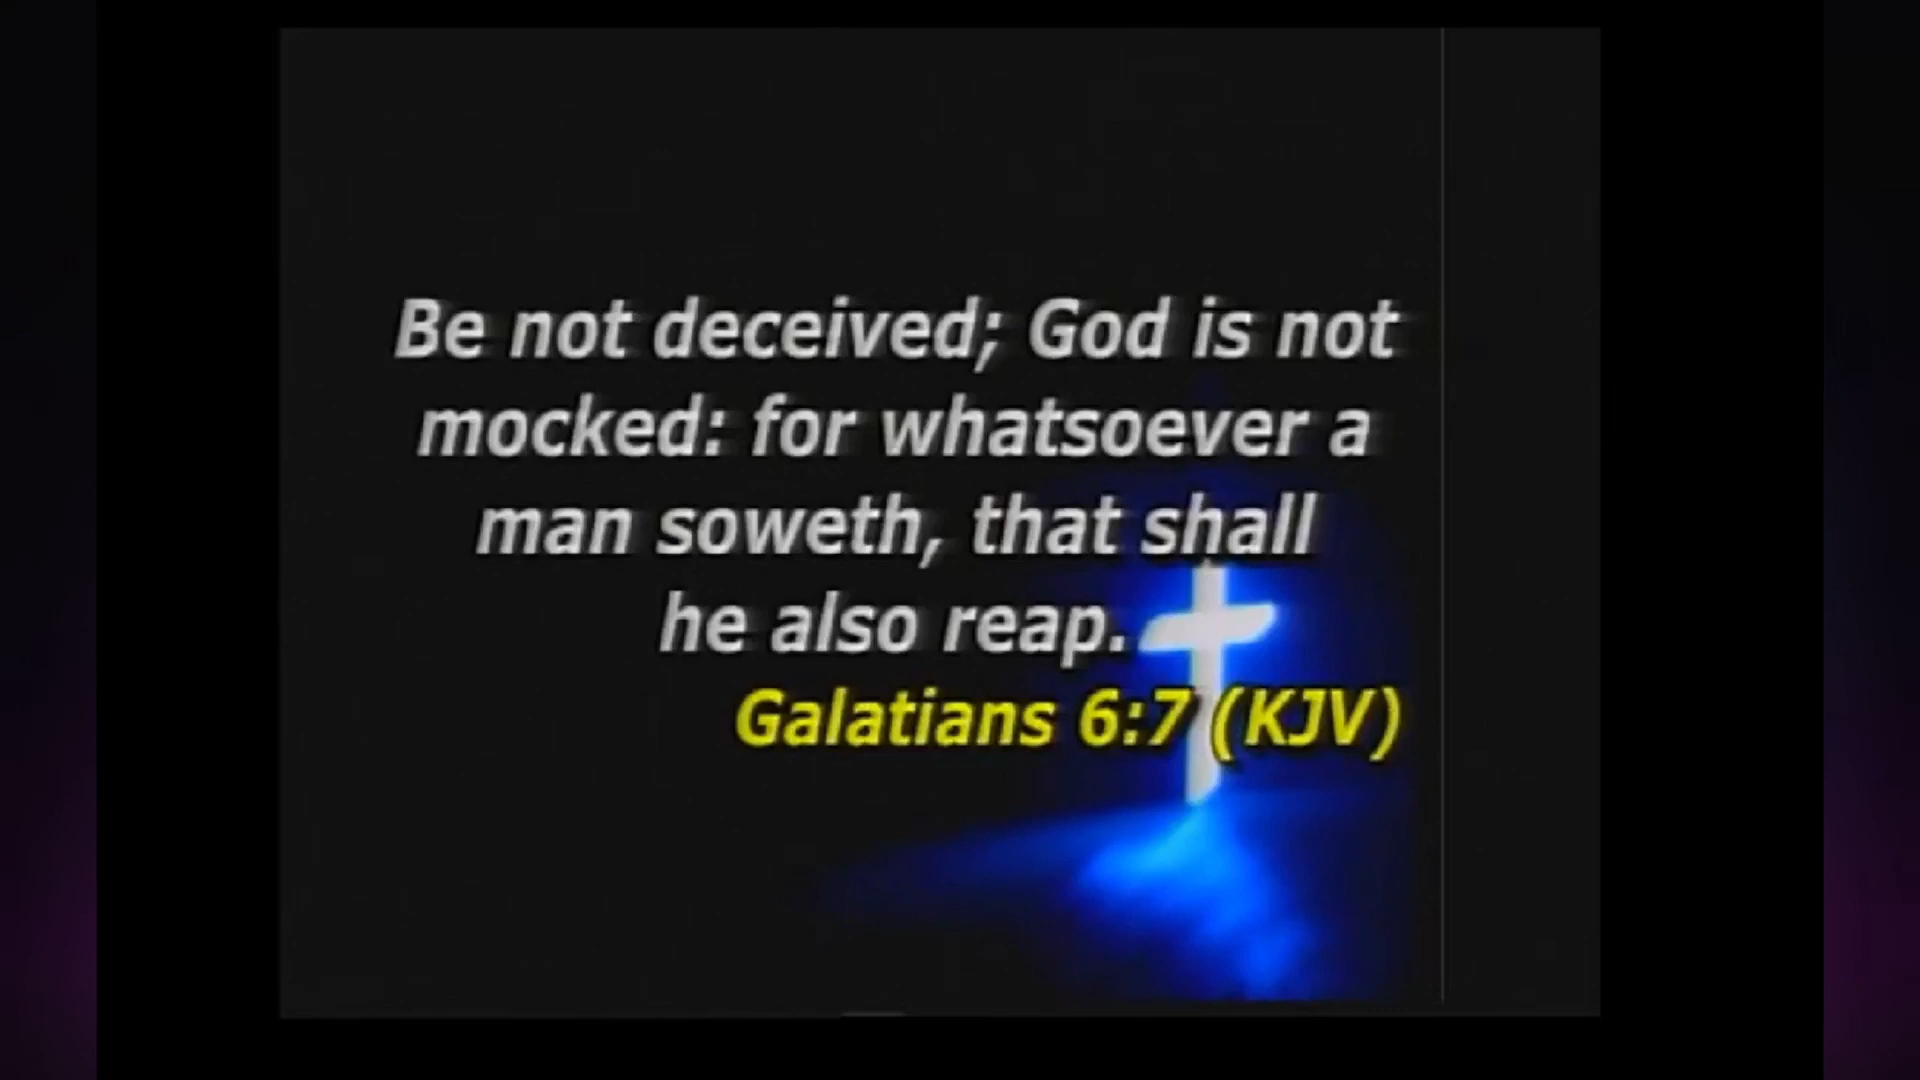 Be not deceived; God is not
mocked: for whatsoever a
man soweth, that shall
he also reap.
Galatians 6:7 (KJV)